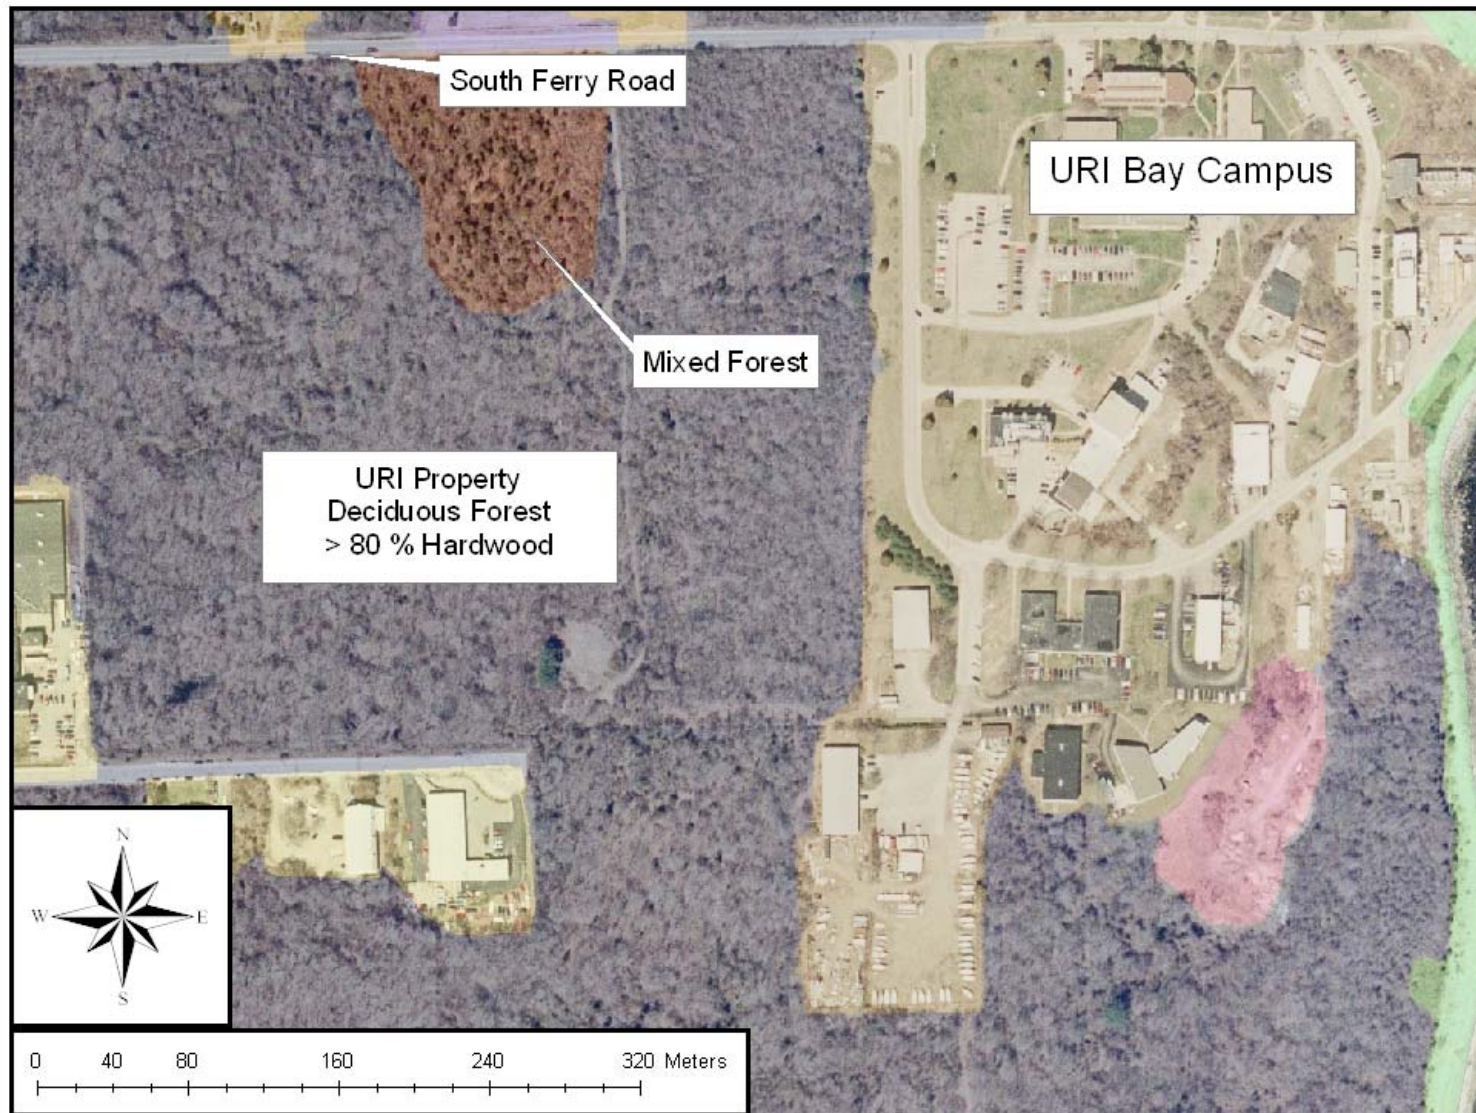 South Ferry Road
URI Bay Campus
Mixed Forest
URI Property
Deciduous Forest
> 80 % Hardwood
N
W E
S
0 40 80 160 240 320 Meters